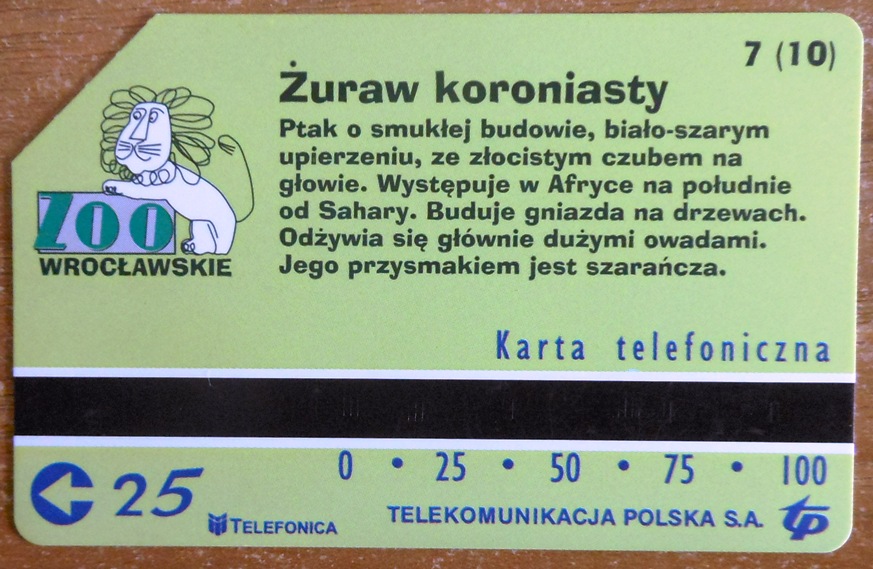 7 (10)
Żuraw koroniasty
Ptak o smukłej budowie, biało-szarym
upierzeniu, ze złocistym czubem na
głowie. Występuje w Afryce na południe
od Sahary. Buduje gniazda na drzewach.
Odżywia się głównie dużymi owadami.
Jego przysmakiem jest szarańcza.
ZOO
WROCŁAWSKIE
Karta telefoniczna
0 • 25 • 50 • 75 • 100
25
TELEFONICA
TELEKOMUNIKACJA POLSKA S.A. tp